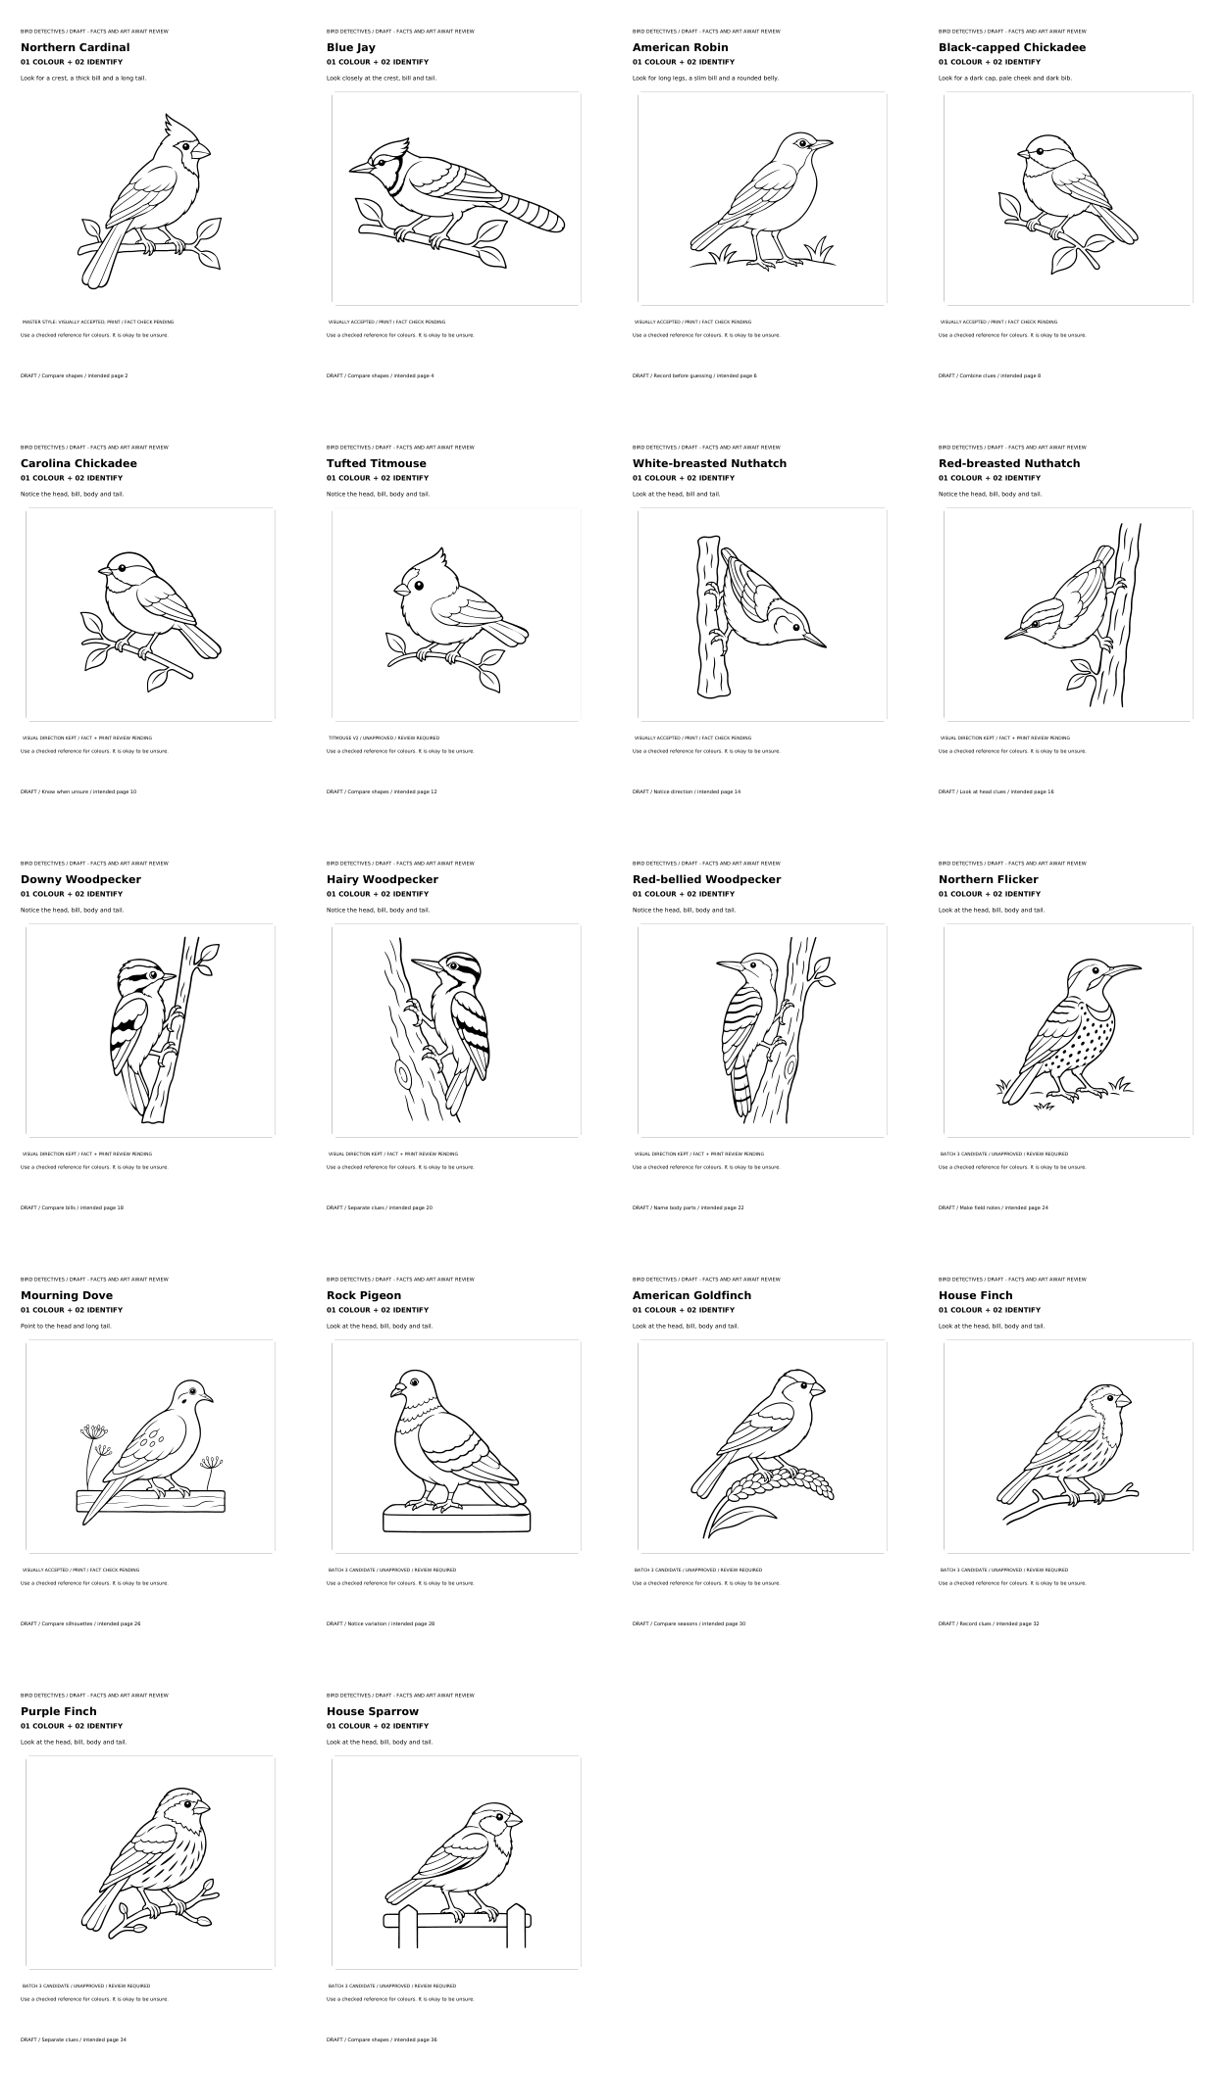 BIRD DETECTIVES / DRAFT - FACTS AND ART AWAIT REVIEW
Northern Cardinal
01 COLOUR + 02 IDENTIFY
Look for a crest, a thick bill and a long tail.
MASTER STYLE: VISUALLY ACCEPTED; PRINT / FACT CHECK PENDING
Use a checked reference for colours. It is okay to be unsure.
DRAFT / Compare shapes / intended page 2
BIRD DETECTIVES / DRAFT - FACTS AND ART AWAIT REVIEW
Blue Jay
01 COLOUR + 02 IDENTIFY
Look closely at the crest, bill and tail.
VISUALLY ACCEPTED / PRINT / FACT CHECK PENDING
Use a checked reference for colours. It is okay to be unsure.
DRAFT / Compare shapes / intended page 4
BIRD DETECTIVES / DRAFT - FACTS AND ART AWAIT REVIEW
American Robin
01 COLOUR + 02 IDENTIFY
Look for long legs, a slim bill and a rounded belly.
VISUALLY ACCEPTED / PRINT / FACT CHECK PENDING
Use a checked reference for colours. It is okay to be unsure.
DRAFT / Record before guessing / intended page 6
BIRD DETECTIVES / DRAFT - FACTS AND ART AWAIT REVIEW
Black-capped Chickadee
01 COLOUR + 02 IDENTIFY
Look for a dark cap, pale cheek and dark bib.
VISUALLY ACCEPTED / PRINT / FACT CHECK PENDING
Use a checked reference for colours. It is okay to be unsure.
DRAFT / Combine clues / intended page 8
BIRD DETECTIVES / DRAFT - FACTS AND ART AWAIT REVIEW
Carolina Chickadee
01 COLOUR + 02 IDENTIFY
Notice the head, bill, body and tail.
VISUAL DIRECTION KEPT / FACT + PRINT REVIEW PENDING
Use a checked reference for colours. It is okay to be unsure.
DRAFT / Know when unsure / intended page 10
BIRD DETECTIVES / DRAFT - FACTS AND ART AWAIT REVIEW
Tufted Titmouse
01 COLOUR + 02 IDENTIFY
Notice the head, bill, body and tail.
TITMOUSE V2 / UNAPPROVED / REVIEW REQUIRED
Use a checked reference for colours. It is okay to be unsure.
DRAFT / Compare shapes / intended page 12
BIRD DETECTIVES / DRAFT - FACTS AND ART AWAIT REVIEW
White-breasted Nuthatch
01 COLOUR + 02 IDENTIFY
Look at the head, bill and tail.
VISUALLY ACCEPTED / PRINT / FACT CHECK PENDING
Use a checked reference for colours. It is okay to be unsure.
DRAFT / Notice direction / intended page 14
BIRD DETECTIVES / DRAFT - FACTS AND ART AWAIT REVIEW
Red-breasted Nuthatch
01 COLOUR + 02 IDENTIFY
Notice the head, bill, body and tail.
VISUAL DIRECTION KEPT / FACT + PRINT REVIEW PENDING
Use a checked reference for colours. It is okay to be unsure.
DRAFT / Look at head clues / intended page 16
BIRD DETECTIVES / DRAFT - FACTS AND ART AWAIT REVIEW
Downy Woodpecker
01 COLOUR + 02 IDENTIFY
Notice the head, bill, body and tail.
VISUAL DIRECTION KEPT / FACT + PRINT REVIEW PENDING
Use a checked reference for colours. It is okay to be unsure.
DRAFT / Compare bills / intended page 18
BIRD DETECTIVES / DRAFT - FACTS AND ART AWAIT REVIEW
Hairy Woodpecker
01 COLOUR + 02 IDENTIFY
Notice the head, bill, body and tail.
VISUAL DIRECTION KEPT / FACT + PRINT REVIEW PENDING
Use a checked reference for colours. It is okay to be unsure.
DRAFT / Separate clues / intended page 20
BIRD DETECTIVES / DRAFT - FACTS AND ART AWAIT REVIEW
Red-bellied Woodpecker
01 COLOUR + 02 IDENTIFY
Notice the head, bill, body and tail.
VISUAL DIRECTION KEPT / FACT + PRINT REVIEW PENDING
Use a checked reference for colours. It is okay to be unsure.
DRAFT / Name body parts / intended page 22
BIRD DETECTIVES / DRAFT - FACTS AND ART AWAIT REVIEW
Northern Flicker
01 COLOUR + 02 IDENTIFY
Look at the head, bill, body and tail.
BATCH 3 CANDIDATE / UNAPPROVED / REVIEW REQUIRED
Use a checked reference for colours. It is okay to be unsure.
DRAFT / Make field notes / intended page 24
BIRD DETECTIVES / DRAFT - FACTS AND ART AWAIT REVIEW
Mourning Dove
01 COLOUR + 02 IDENTIFY
Point to the head and long tail.
VISUALLY ACCEPTED / PRINT / FACT CHECK PENDING
Use a checked reference for colours. It is okay to be unsure.
DRAFT / Compare silhouettes / intended page 26
BIRD DETECTIVES / DRAFT - FACTS AND ART AWAIT REVIEW
Rock Pigeon
01 COLOUR + 02 IDENTIFY
Look at the head, bill, body and tail.
BATCH 3 CANDIDATE / UNAPPROVED / REVIEW REQUIRED
Use a checked reference for colours. It is okay to be unsure.
DRAFT / Notice variation / intended page 28
BIRD DETECTIVES / DRAFT - FACTS AND ART AWAIT REVIEW
American Goldfinch
01 COLOUR + 02 IDENTIFY
Look at the head, bill, body and tail.
BATCH 3 CANDIDATE / UNAPPROVED / REVIEW REQUIRED
Use a checked reference for colours. It is okay to be unsure.
DRAFT / Compare seasons / intended page 30
BIRD DETECTIVES / DRAFT - FACTS AND ART AWAIT REVIEW
House Finch
01 COLOUR + 02 IDENTIFY
Look at the head, bill, body and tail.
BATCH 3 CANDIDATE / UNAPPROVED / REVIEW REQUIRED
Use a checked reference for colours. It is okay to be unsure.
DRAFT / Record clues / intended page 32
BIRD DETECTIVES / DRAFT - FACTS AND ART AWAIT REVIEW
Purple Finch
01 COLOUR + 02 IDENTIFY
Look at the head, bill, body and tail.
BATCH 3 CANDIDATE / UNAPPROVED / REVIEW REQUIRED
Use a checked reference for colours. It is okay to be unsure.
DRAFT / Separate clues / intended page 34
BIRD DETECTIVES / DRAFT - FACTS AND ART AWAIT REVIEW
House Sparrow
01 COLOUR + 02 IDENTIFY
Look at the head, bill, body and tail.
BATCH 3 CANDIDATE / UNAPPROVED / REVIEW REQUIRED
Use a checked reference for colours. It is okay to be unsure.
DRAFT / Compare shapes / intended page 36